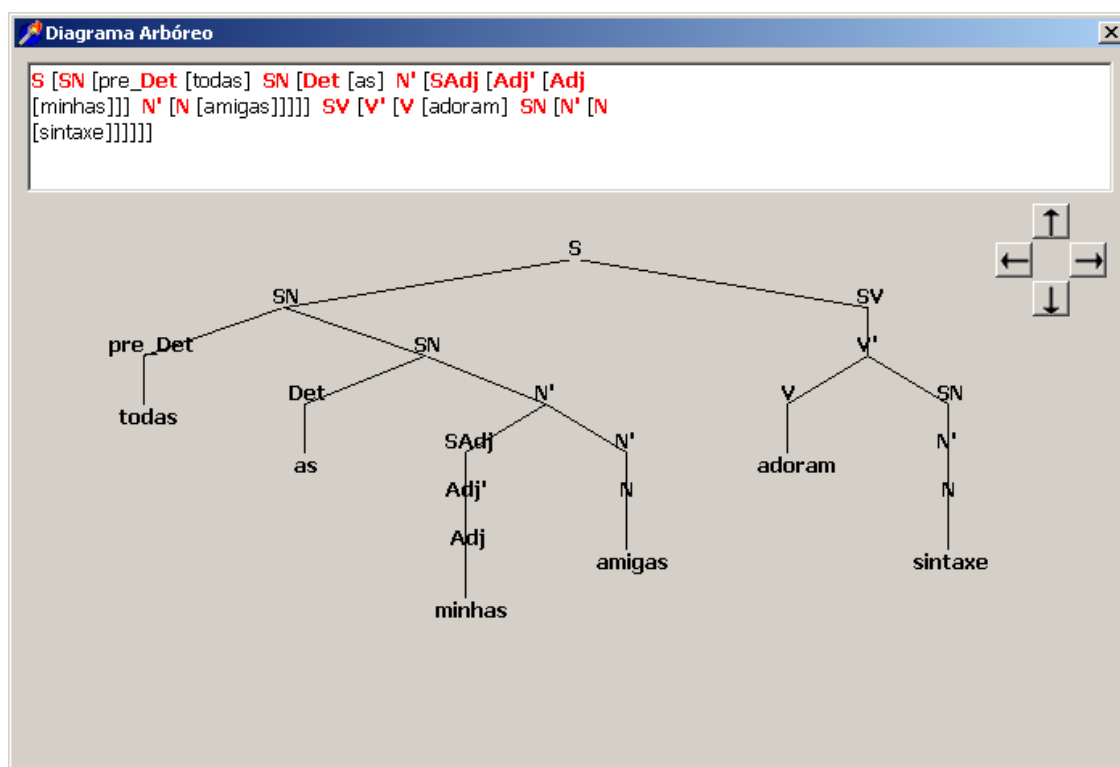 Diagrama Arbóreo
S [SN [pre_Det [todas] SN [Det [as] N' [SAdj [Adj' [Adj
[minhas]]] N' [N [amigas]]]]] SV [V' [V [adoram] SN [N' [N
[sintaxe]]]]]]
S
SN SV
pre_Det SN V'
todas Det N' V SN
as SAdj N' adoram N'
Adj' N N
Adj amigas sintaxe
minhas